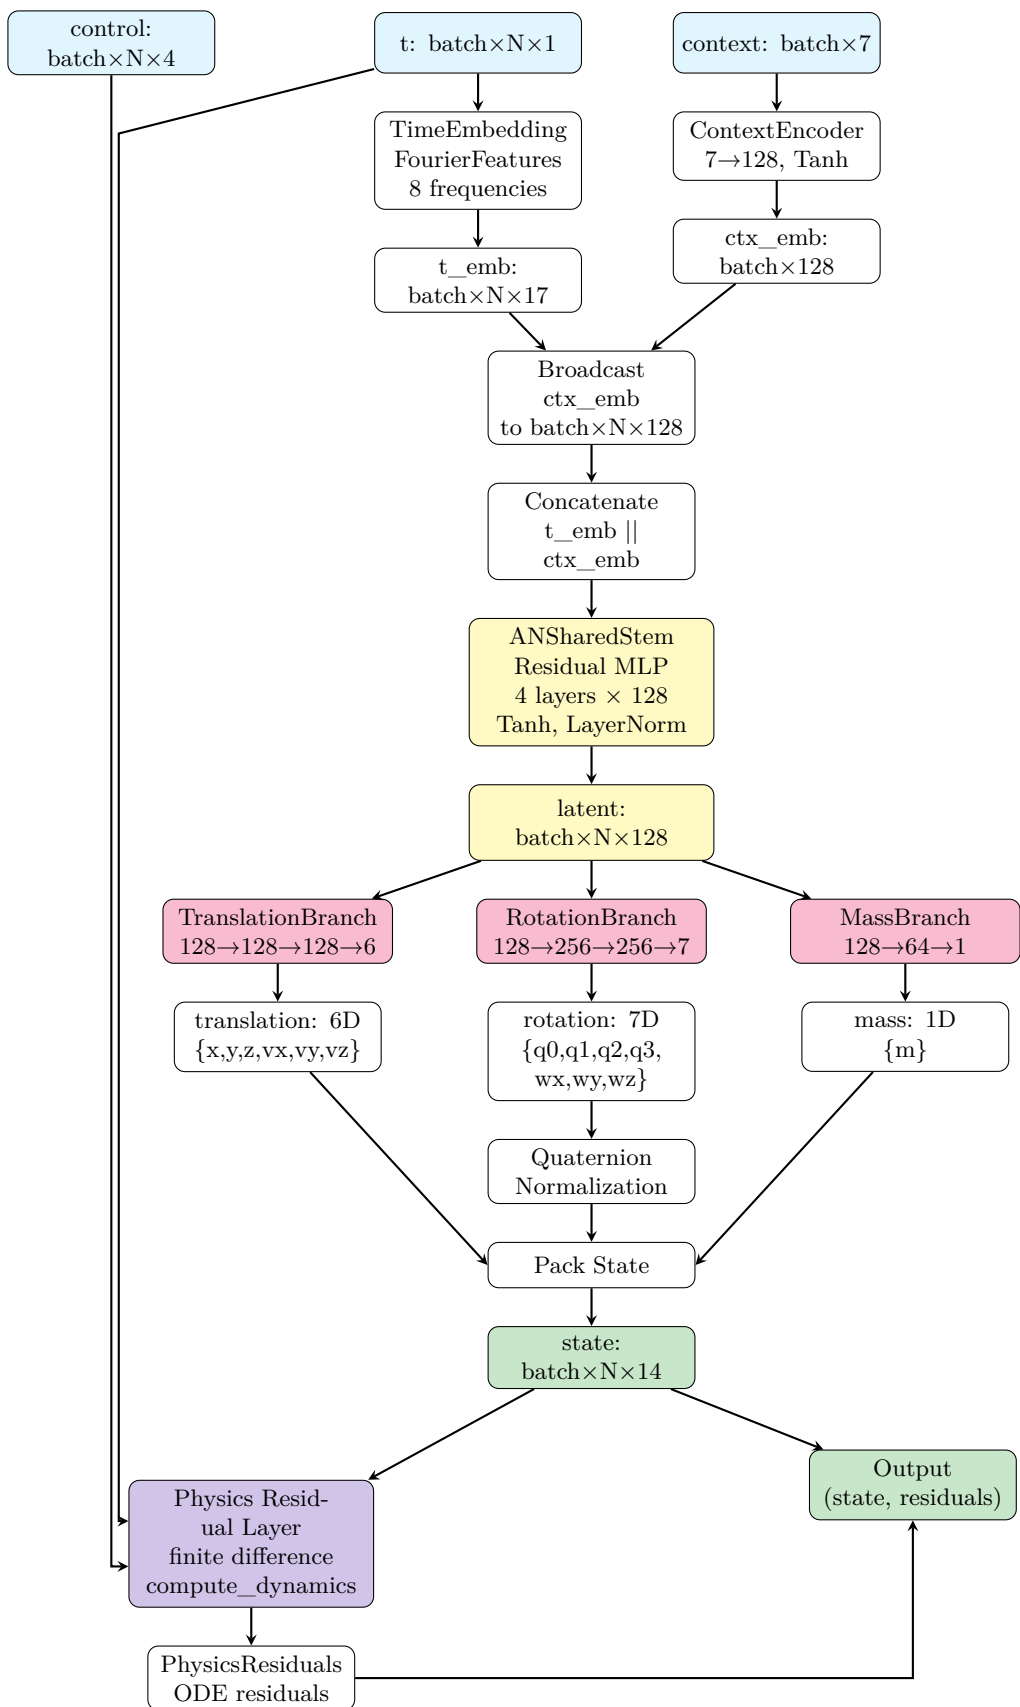 control:
batch×N×4
t: batch×N×1
context: batch×7
TimeEmbedding
FourierFeatures
8 frequencies
ContextEncoder
7→128, Tanh
t_emb:
batch×N×17
ctx_emb:
batch×128
Broadcast
ctx_emb
to batch×N×128
Concatenate
t_emb ||
ctx_emb
ANSharedStem
Residual MLP
4 layers × 128
Tanh, LayerNorm
latent:
batch×N×128
TranslationBranch
128→128→128→6
RotationBranch
128→256→256→7
MassBranch
128→64→1
translation: 6D
{x,y,z,vx,vy,vz}
rotation: 7D
{q0,q1,q2,q3,
wx,wy,wz}
mass: 1D
{m}
Quaternion
Normalization
Pack State
state:
batch×N×14
Output
(state, residuals)
Physics Resid-
ual Layer
finite difference
compute_dynamics
PhysicsResiduals
ODE residuals